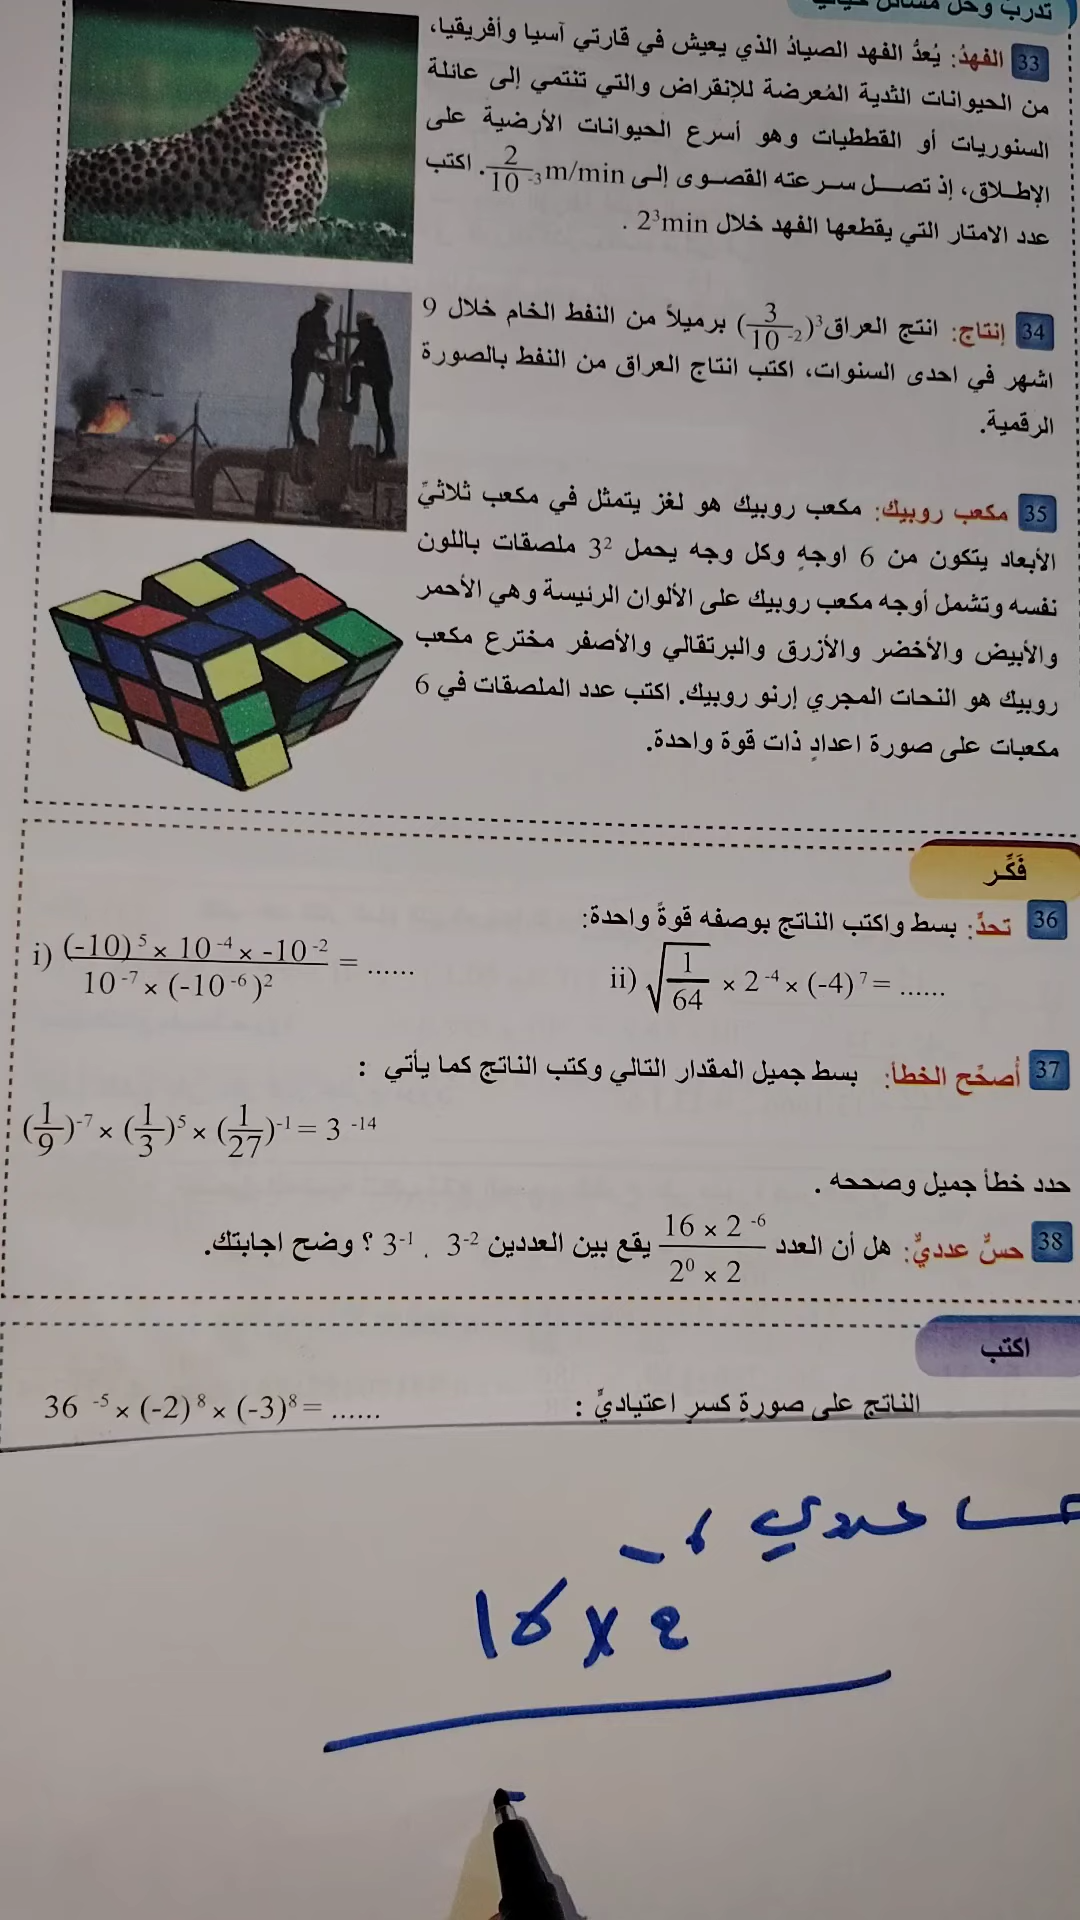 تدرب وحل مسائل حياتية
33 الفهدُ: يُعدُّ الفهد الصيادُ الذي يعيش في قارتي آسيا وأفريقيا،
من الحيوانات الثدية المُعرضة للإنقراض والتي تنتمي إلى عائلة
السنوريات أو القططيات وهو أسرع الحيوانات الأرضية على
الإطلاق، إذ تصل سرعته القصوى إلى 2/10⁻³ m/min. اكتب
عدد الامتار التي يقطعها الفهد خلال 2³min .
34 إنتاج: انتج العراق (3/10⁻²)³ برميلاً من النفط الخام خلال 9
اشهر في احدى السنوات، اكتب انتاج العراق من النفط بالصورة
الرقمية.
35 مكعب روبيك: مكعب روبيك هو لغز يتمثل في مكعب ثلاثيِّ
الأبعاد يتكون من 6 اوجهٍ وكل وجه يحمل 3² ملصقات باللون
نفسه وتشمل أوجه مكعب روبيك على الألوان الرئيسة وهي الأحمر
والأبيض والأخضر والأزرق والبرتقالي والأصفر مخترع مكعب
روبيك هو النحات المجري إرنو روبيك. اكتب عدد الملصقات في 6
مكعبات على صورة اعدادٍ ذات قوة واحدة.
فَكِّر
36 تحدٍّ: بسط واكتب الناتج بوصفه قوةً واحدة:
i) ((-10)⁵ × 10⁻⁴ × -10⁻²)/(10⁻⁷ × (-10⁻⁶)²) = ......
ii) √(1/64) × 2⁻⁴ × (-4)⁷ = ......
37 أُصحِّح الخطأ: بسط جميل المقدار التالي وكتب الناتج كما يأتي :
(1/9)⁻⁷ × (1/3)⁵ × (1/27)⁻¹ = 3⁻¹⁴
حدد خطأ جميل وصححه .
38 حسٌّ عدديٌّ: هل أن العدد (16 × 2⁻⁶)/(2⁰ × 2) يقع بين العددين 3⁻² , 3⁻¹ ؟ وضح اجابتك.
اكتب
الناتج على صورةِ كسرٍ اعتياديٍّ :
36⁻⁵ × (-2)⁸ × (-3)⁸ = ......
حس عددي
16 × 2⁻⁶